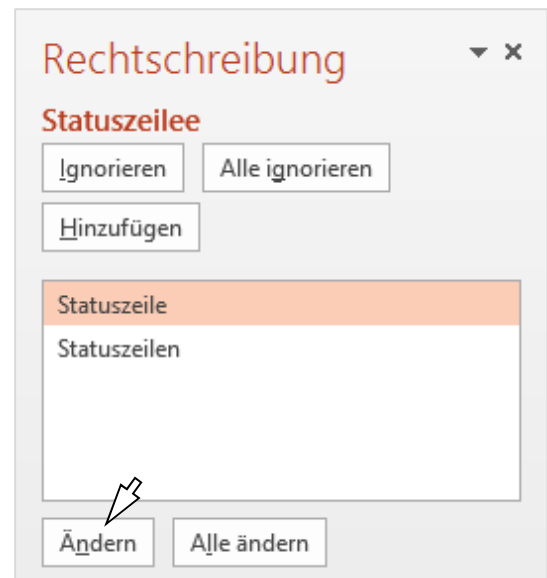 Rechtschreibung
Statuszeilee
Ignorieren Alle ignorieren
Hinzufügen
Statuszeile
Statuszeilen
Ändern Alle ändern